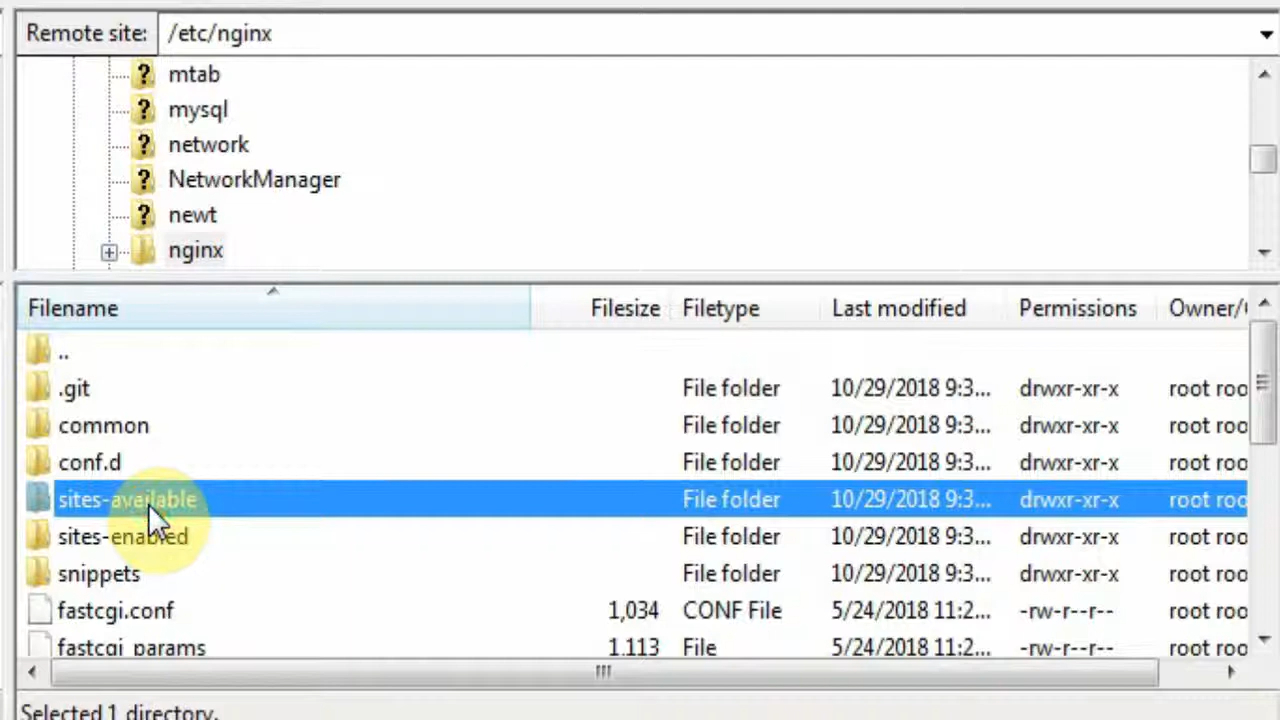 Remote site: /etc/nginx
mtab
mysql
network
NetworkManager
newt
nginx
Filename Filesize Filetype Last modified Permissions Owner/
..
.git File folder 10/29/2018 9:3... drwxr-xr-x root roo
common File folder 10/29/2018 9:3... drwxr-xr-x root roo
conf.d File folder 10/29/2018 9:3... drwxr-xr-x root roo
sites-available File folder 10/29/2018 9:3... drwxr-xr-x root roo
sites-enabled File folder 10/29/2018 9:3... drwxr-xr-x root roo
snippets File folder 10/29/2018 9:3... drwxr-xr-x root roo
fastcgi.conf 1,034 CONF File 5/24/2018 11:2... -rw-r--r-- root roo
fastcgi_params 1,113 File 5/24/2018 11:2... -rw-r--r-- root roo
Selected 1 directory.